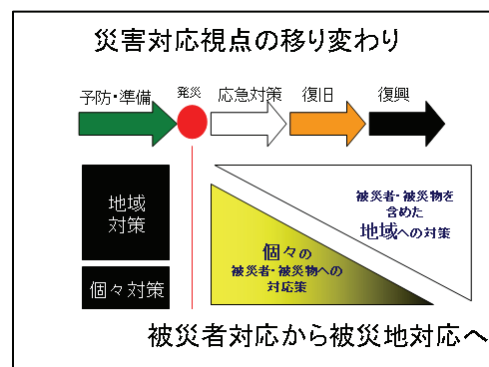 災害対応視点の移り変わり
予防・準備
発災
応急対策
復旧
復興
地域
対策
個々対策
被災者・被災物を
含めた
地域への対策
個々の
被災者・被災物への
対応策
被災者対応から被災地対応へ